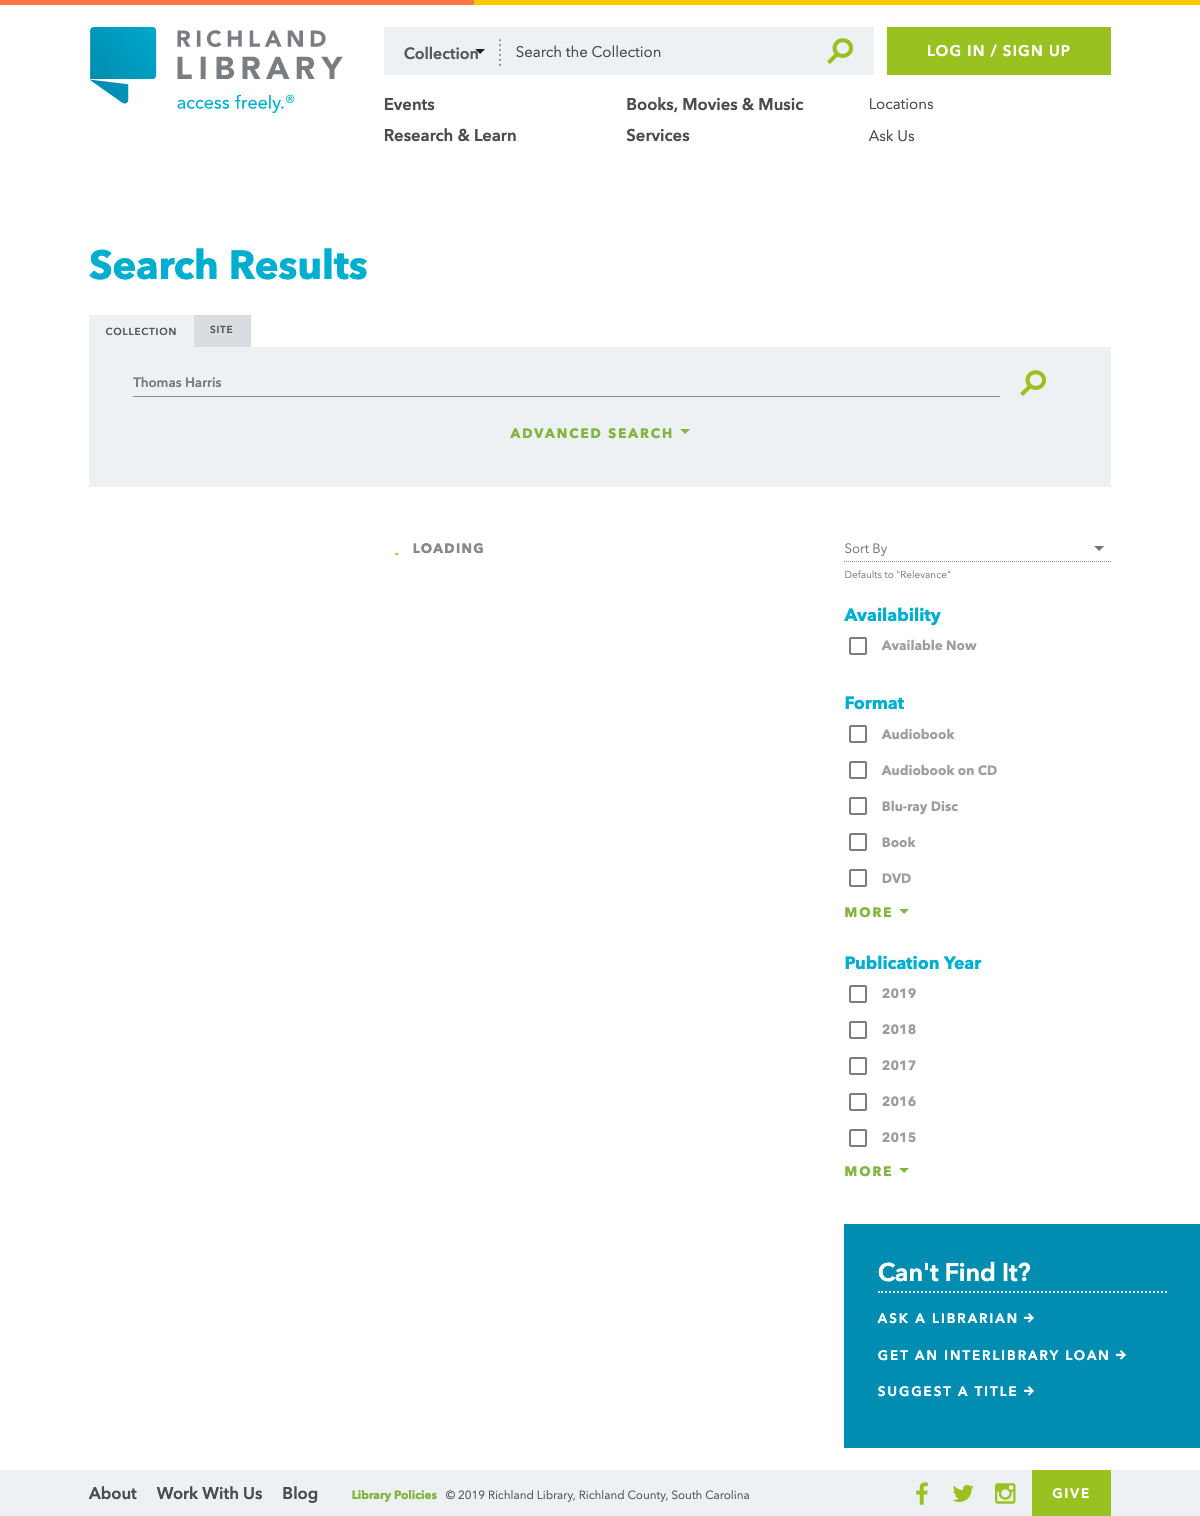 RICHLAND
LIBRARY
access freely.®
Collection
Search the Collection
LOG IN / SIGN UP
Events
Books, Movies & Music
Locations
Research & Learn
Services
Ask Us
Search Results
COLLECTION
SITE
Thomas Harris
ADVANCED SEARCH
LOADING
Sort By
Defaults to "Relevance"
Availability
Available Now
Format
Audiobook
Audiobook on CD
Blu-ray Disc
Book
DVD
MORE
Publication Year
2019
2018
2017
2016
2015
MORE
Can't Find It?
ASK A LIBRARIAN →
GET AN INTERLIBRARY LOAN →
SUGGEST A TITLE →
About
Work With Us
Blog
Library Policies
© 2019 Richland Library, Richland County, South Carolina
GIVE